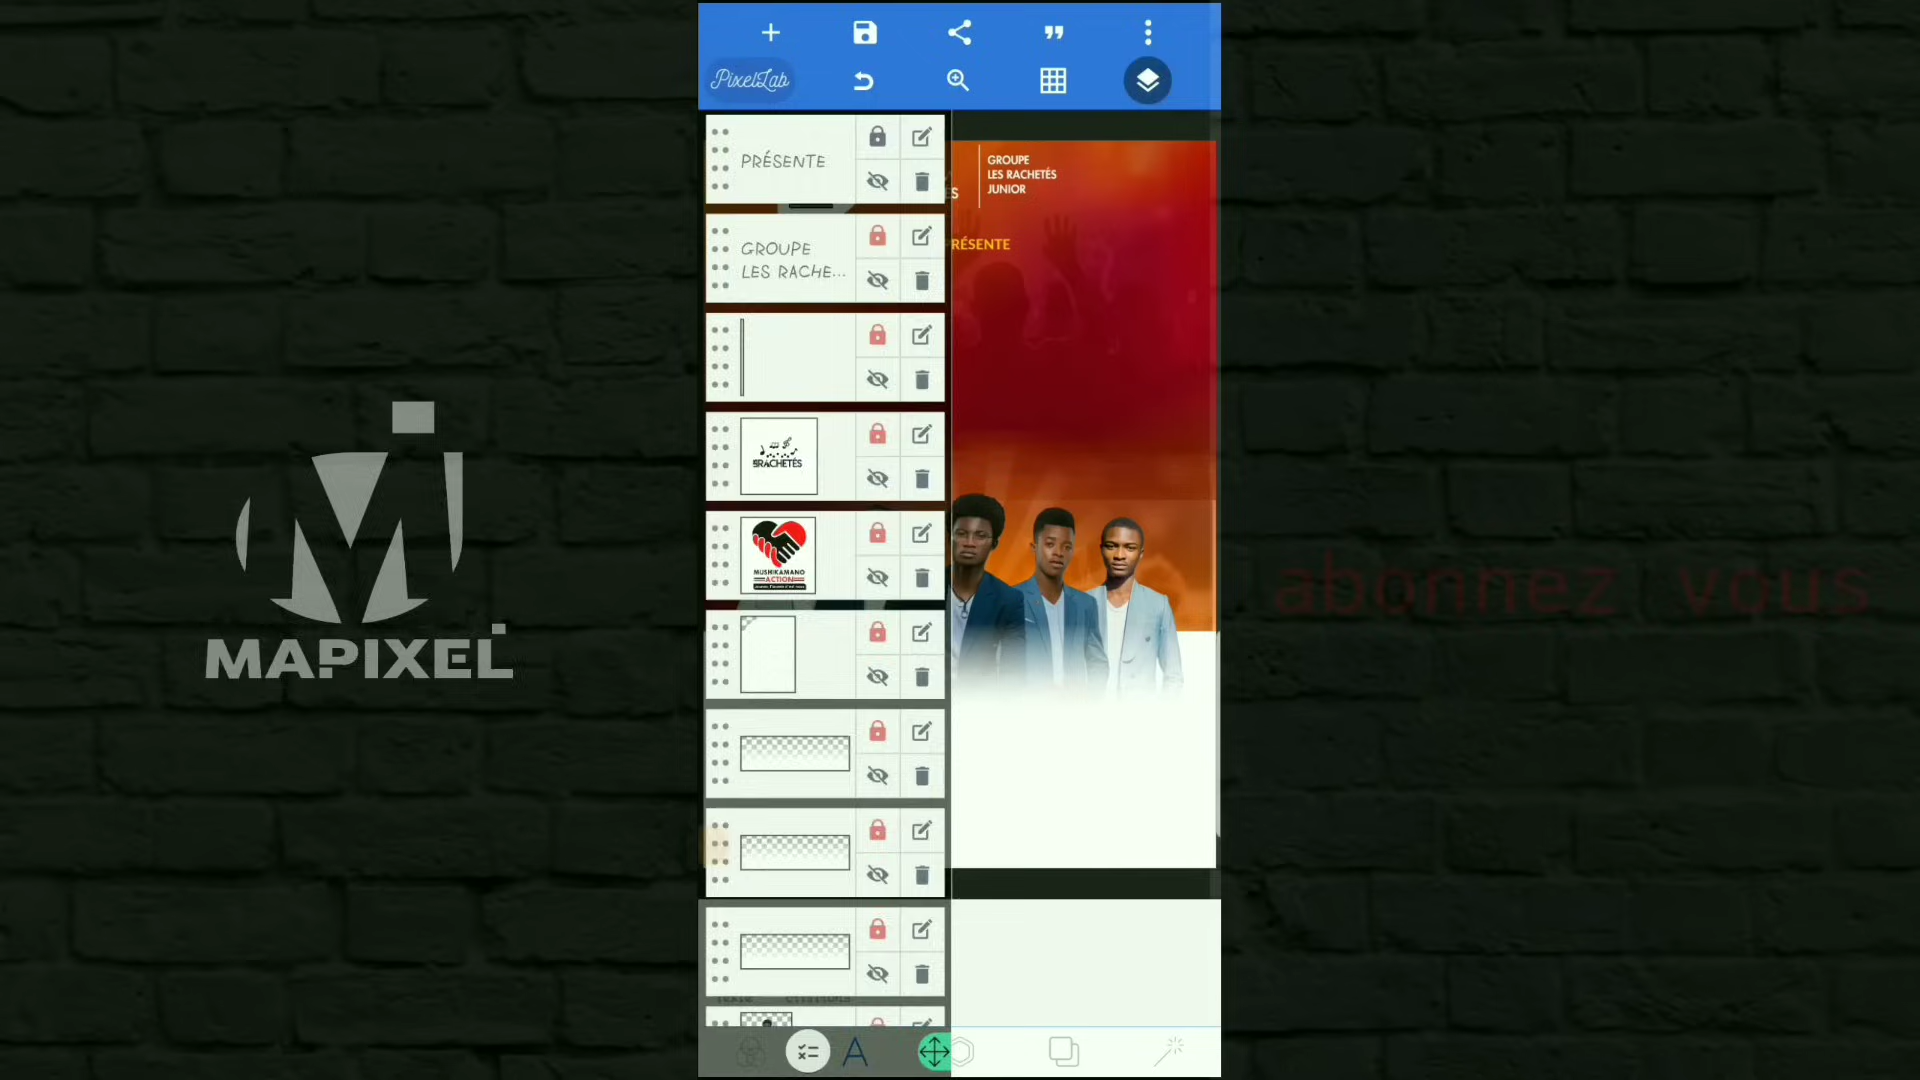 PixelLab
PRÉSENTE
GROUPE
LES RACHE...
RACHETÉS
MUSHIKAMANO
ACTION
GROUPE
LES RACHETÉS
JUNIOR
RÉSENTE
MAPIXEL
abonnez vous